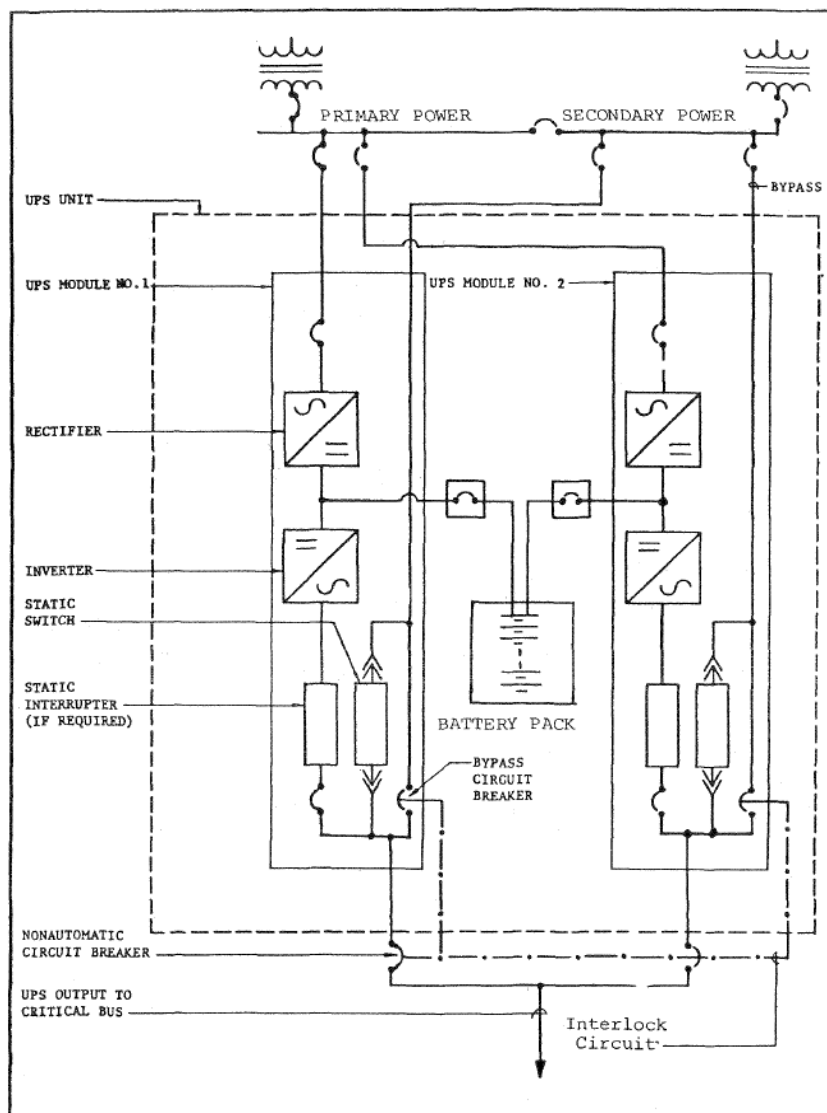 PRIMARY POWER
SECONDARY POWER
BYPASS
UPS UNIT
UPS MODULE NO.1
UPS MODULE NO. 2
RECTIFIER
INVERTER
STATIC
SWITCH
STATIC
INTERRUPTER
(IF REQUIRED)
BATTERY PACK
BYPASS
CIRCUIT
BREAKER
NONAUTOMATIC
CIRCUIT BREAKER
UPS OUTPUT TO
CRITICAL BUS
Interlock
Circuit